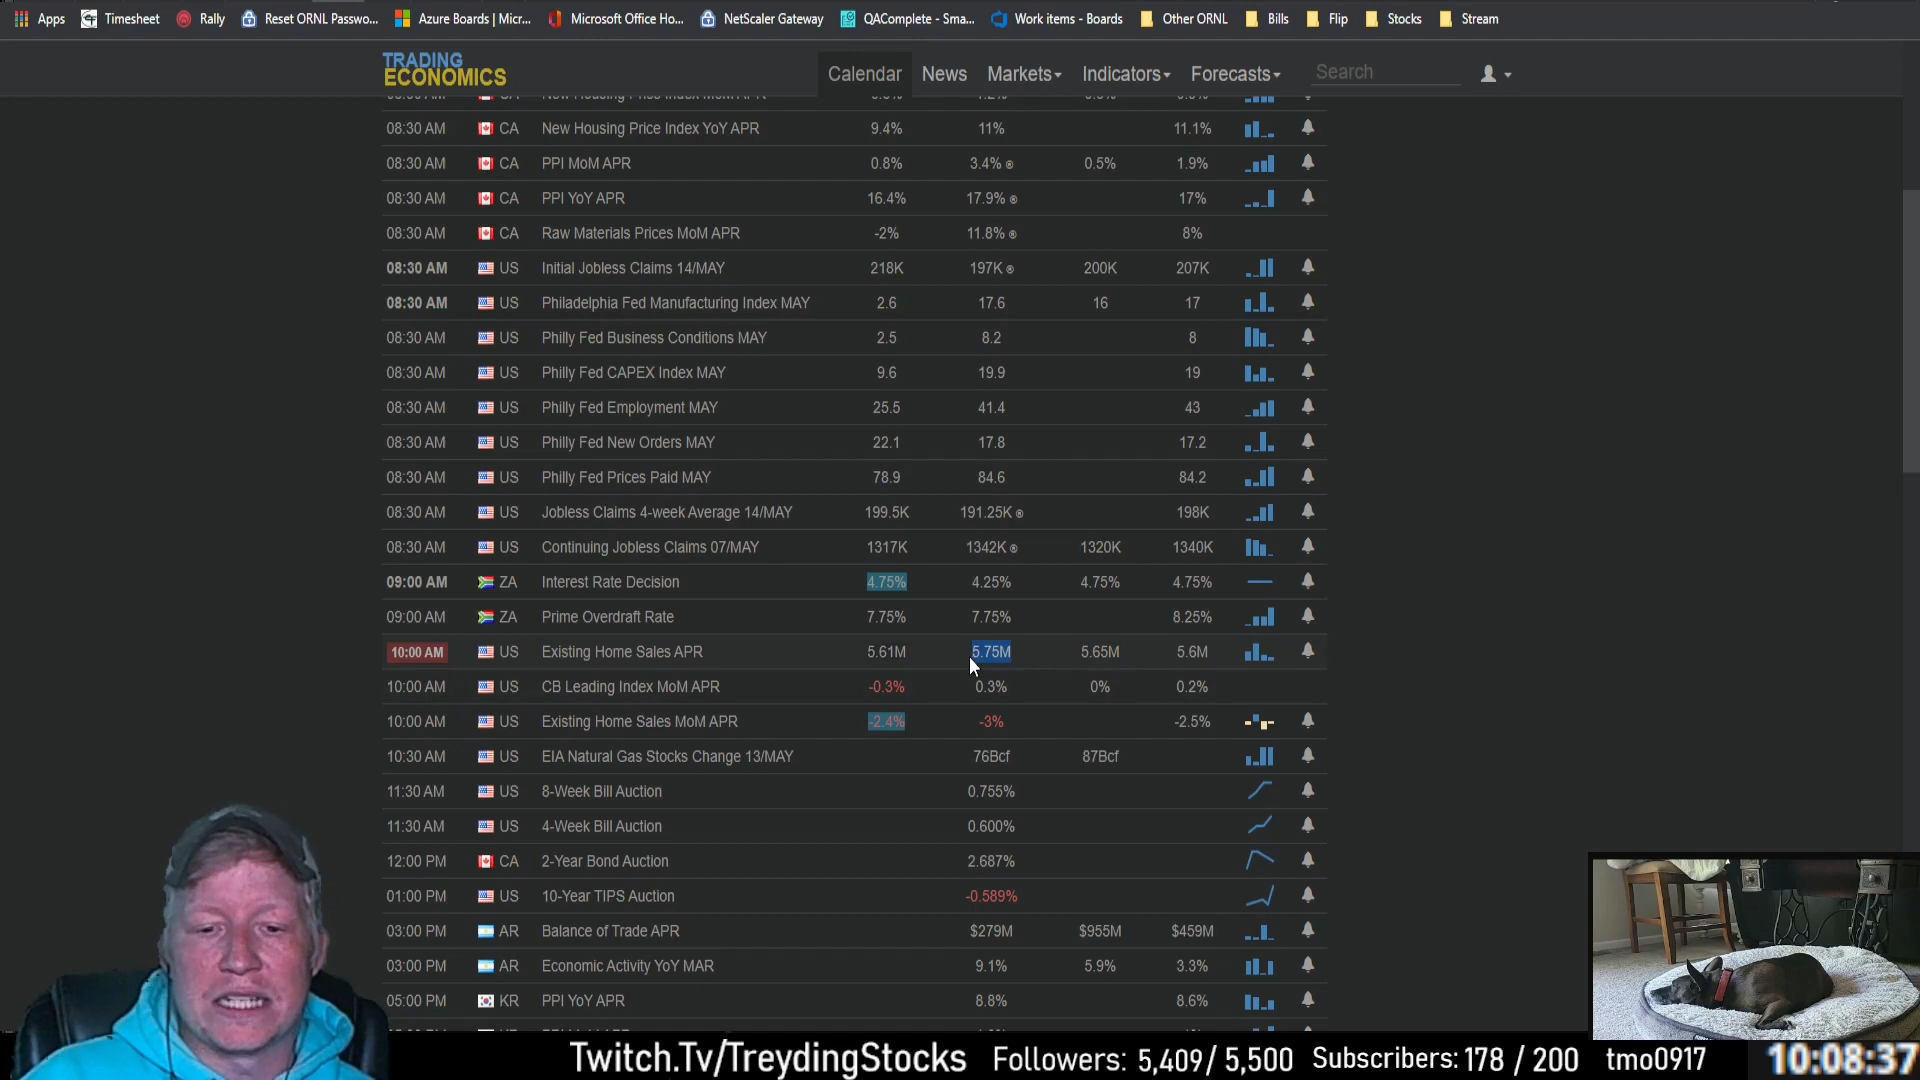 Apps Timesheet Rally Reset ORNL Passwo... Azure Boards | Micr... Microsoft Office Ho... NetScaler Gateway QAComplete - Sma... Work items - Boards Other ORNL Bills Flip Stocks Stream
TRADING
ECONOMICS
Calendar News Markets Indicators Forecasts Search
08:30 AM CA New Housing Price Index YoY APR 9.4% 11% 11.1%
08:30 AM CA PPI MoM APR 0.8% 3.4% ® 0.5% 1.9%
08:30 AM CA PPI YoY APR 16.4% 17.9% ® 17%
08:30 AM CA Raw Materials Prices MoM APR -2% 11.8% ® 8%
08:30 AM US Initial Jobless Claims 14/MAY 218K 197K ® 200K 207K
08:30 AM US Philadelphia Fed Manufacturing Index MAY 2.6 17.6 16 17
08:30 AM US Philly Fed Business Conditions MAY 2.5 8.2 8
08:30 AM US Philly Fed CAPEX Index MAY 9.6 19.9 19
08:30 AM US Philly Fed Employment MAY 25.5 41.4 43
08:30 AM US Philly Fed New Orders MAY 22.1 17.8 17.2
08:30 AM US Philly Fed Prices Paid MAY 78.9 84.6 84.2
08:30 AM US Jobless Claims 4-week Average 14/MAY 199.5K 191.25K ® 198K
08:30 AM US Continuing Jobless Claims 07/MAY 1317K 1342K ® 1320K 1340K
09:00 AM ZA Interest Rate Decision 4.75% 4.25% 4.75% 4.75%
09:00 AM ZA Prime Overdraft Rate 7.75% 7.75% 8.25%
10:00 AM US Existing Home Sales APR 5.61M 5.75M 5.65M 5.6M
10:00 AM US CB Leading Index MoM APR -0.3% 0.3% 0% 0.2%
10:00 AM US Existing Home Sales MoM APR -2.4% -3% -2.5%
10:30 AM US EIA Natural Gas Stocks Change 13/MAY 76Bcf 87Bcf
11:30 AM US 8-Week Bill Auction 0.755%
11:30 AM US 4-Week Bill Auction 0.600%
12:00 PM CA 2-Year Bond Auction 2.687%
01:00 PM US 10-Year TIPS Auction -0.589%
03:00 PM AR Balance of Trade APR $279M $955M $459M
03:00 PM AR Economic Activity YoY MAR 9.1% 5.9% 3.3%
05:00 PM KR PPI YoY APR 8.8% 8.6%
Twitch.Tv/TreydingStocks Followers: 5,409/ 5,500 Subscribers: 178 / 200 tmo0917 10:08:37